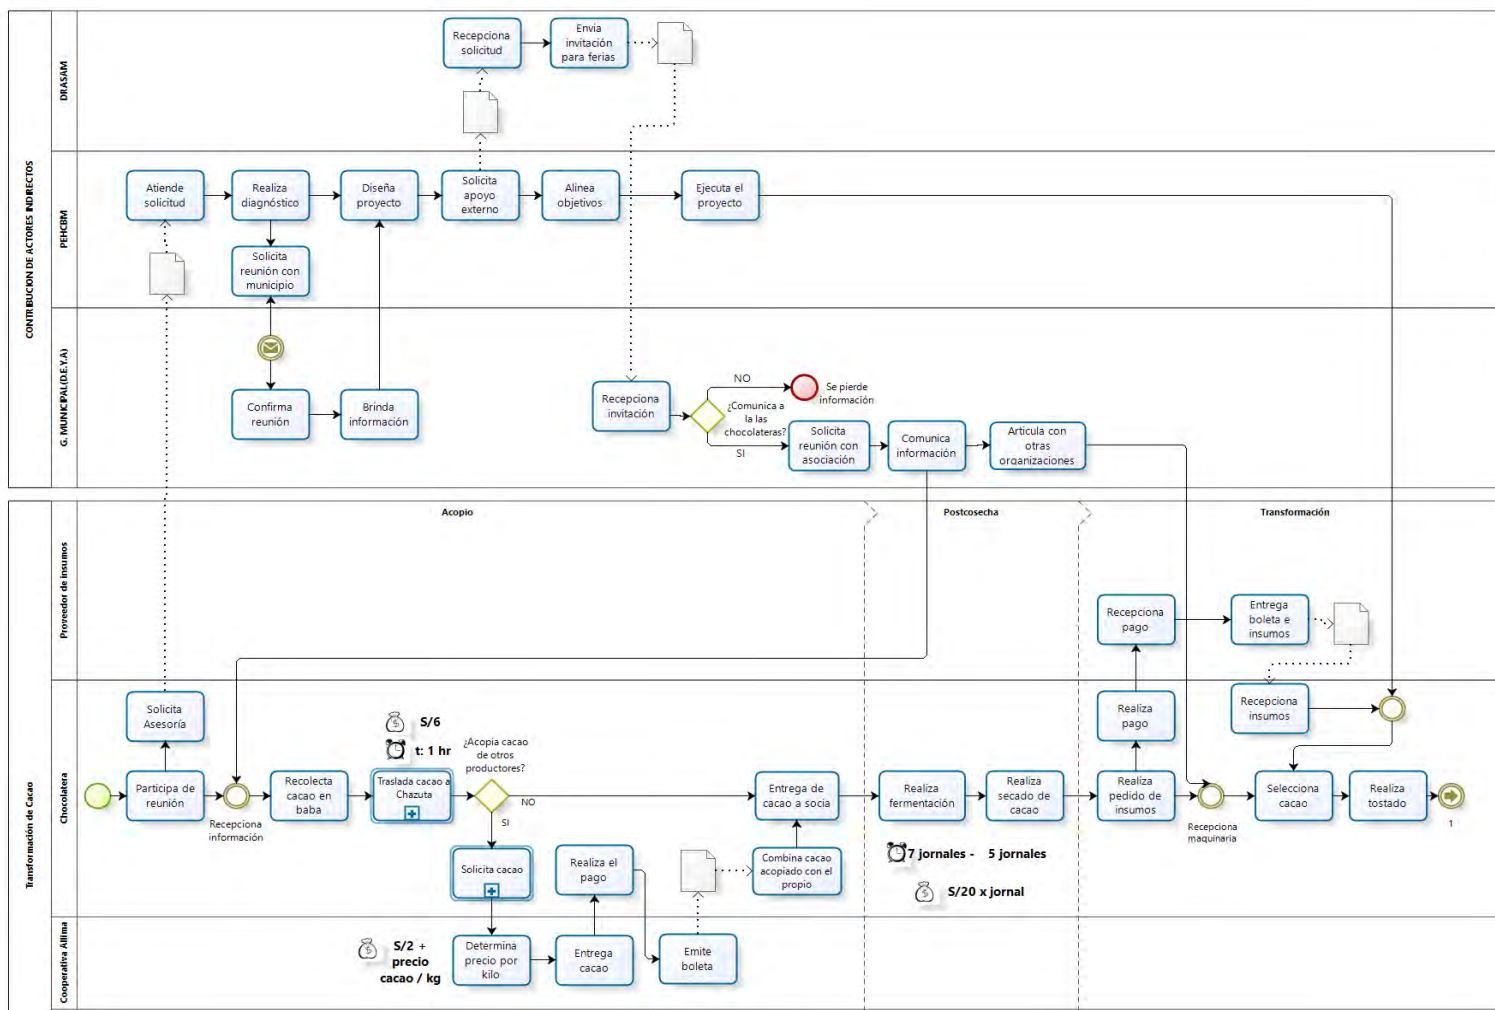 CONTRIBUCION DE ACTORES INDIRECTOS
DRASAM
Recepciona
solicitud
Envia
invitación
para ferias
PEHCBM
Atiende
solicitud
Realiza
diagnóstico
Diseña
proyecto
Solicita
apoyo
externo
Alinea
objetivos
Ejecuta el
proyecto
Solicita
reunión con
municipio
G. MUNICIPAL(D.E.Y.A)
Confirma
reunión
Brinda
información
Recepciona
invitación
NO
¿Comunica a
la las
chocolateras?
SI
Se pierde
información
Solicita
reunión con
asociación
Comunica
información
Articula con
otras
organizaciones
Transformación de Cacao
Acopio
Postcosecha
Transformación
Proveedor de insumos
Recepciona
pago
Entrega
boleta e
insumos
Chocolatera
Solicita
Asesoría
Participa de
reunión
Recepciona
información
Recolecta
cacao en
baba
S/6
t: 1 hr
Traslada cacao a
Chazuta
¿Acopia cacao
de otros
productores?
NO
SI
Solicita cacao
Realiza el
pago
Entrega de
cacao a socia
Combina cacao
acopiado con el
propio
Realiza
fermentación
Realiza
secado de
cacao
7 jornales - 5 jornales
S/20 x jornal
Realiza
pago
Realiza
pedido de
insumos
Recepciona
insumos
Recepciona
maquinaria
Selecciona
cacao
Realiza
tostado
1
Cooperativa Allima
S/2 +
precio
cacao / kg
Determina
precio por
kilo
Entrega
cacao
Emite
boleta